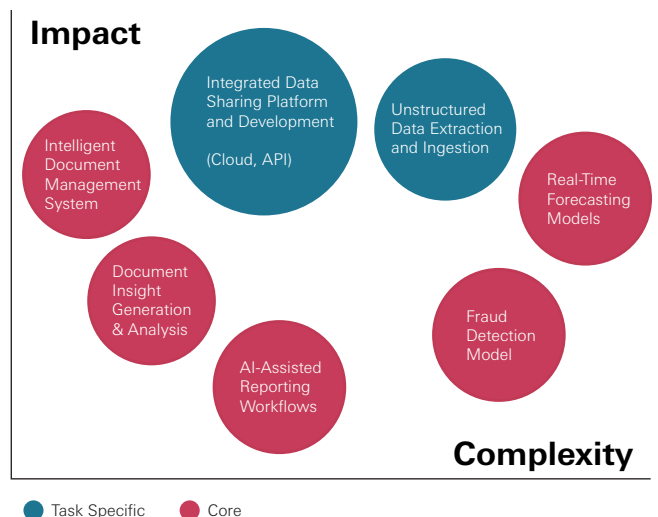 Impact
Integrated Data
Sharing Platform
and Development
(Cloud, API)
Unstructured
Data Extraction
and Ingestion
Intelligent
Document
Management
System
Real-Time
Forecasting
Models
Document
Insight
Generation
& Analysis
Fraud
Detection
Model
AI-Assisted
Reporting
Workflows
Complexity
Task Specific
Core